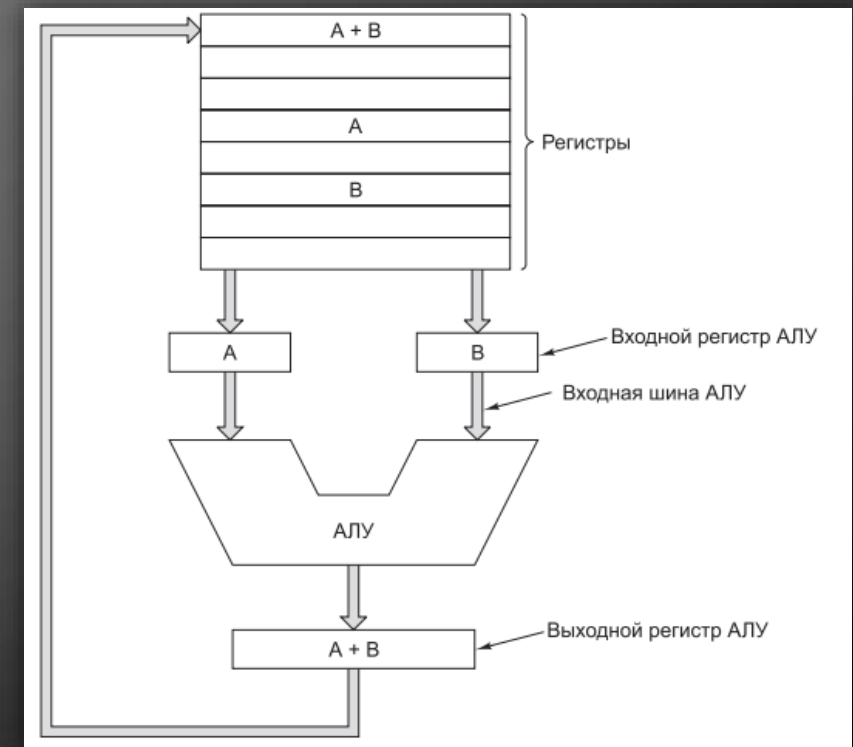 A + B
A
Регистры
B
A
B
Входной регистр АЛУ
Входная шина АЛУ
АЛУ
A + B
Выходной регистр АЛУ